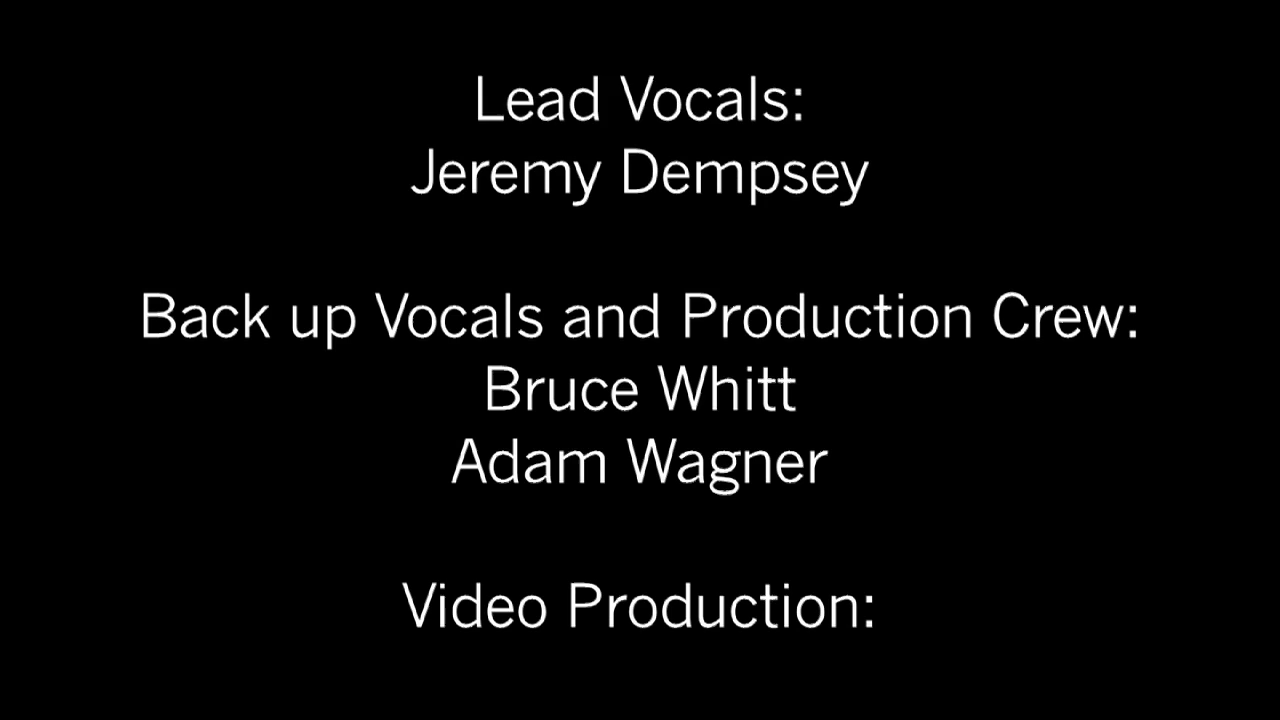 Lead Vocals:
Jeremy Dempsey
Back up Vocals and Production Crew:
Bruce Whitt
Adam Wagner
Video Production: